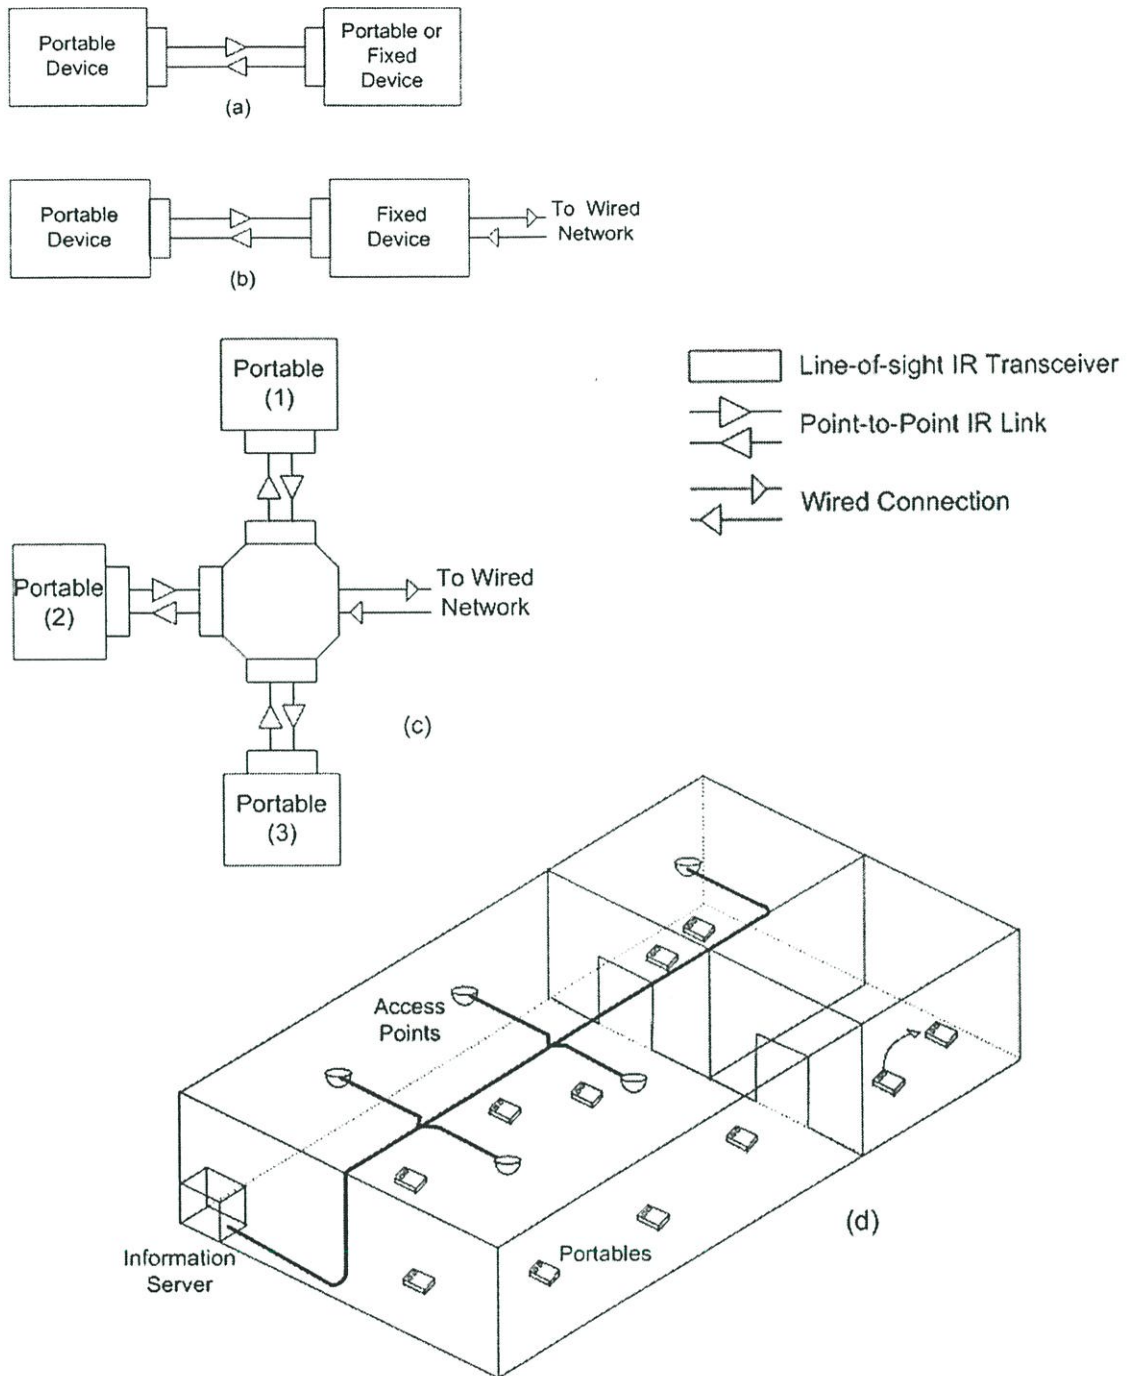 Portable
Device
Portable or
Fixed
Device
(a)
Portable
Device
Fixed
Device
To Wired
Network
(b)
Portable
(1)
Line-of-sight IR Transceiver
Point-to-Point IR Link
Wired Connection
Portable
(2)
To Wired
Network
(c)
Portable
(3)
Access
Points
(d)
Portables
Information
Server